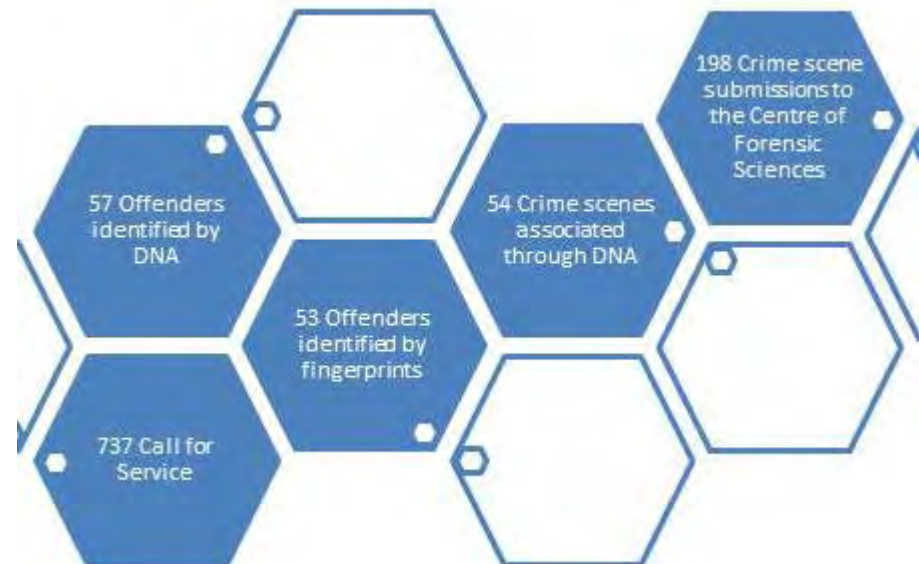 198 Crime scene
submissions to
the Centre of
Forensic
Sciences
57 Offenders
identified by
DNA
54 Crime scenes
associated
through DNA
53 Offenders
identified by
fingerprints
737 Call for
Service